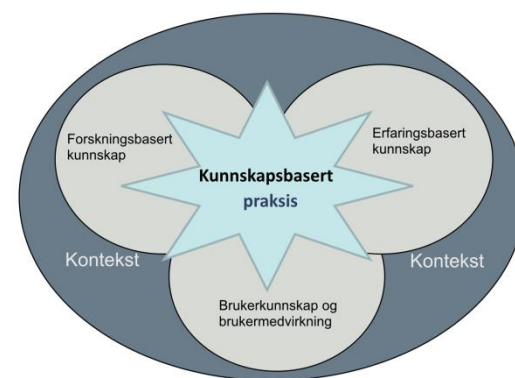 Forskningsbasert
kunnskap
Erfaringsbasert
kunnskap
Kunnskapsbasert
praksis
Kontekst
Kontekst
Brukerkunnskap og
brukermedvirkning